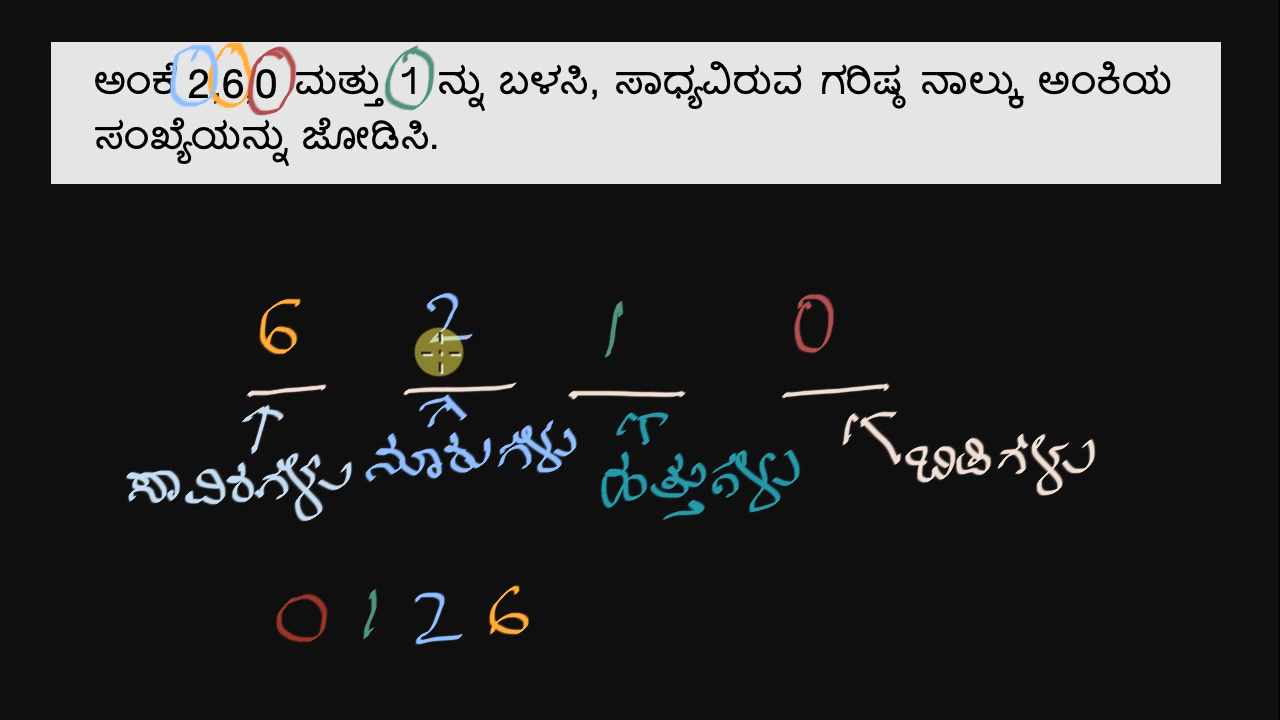 ಅಂಕೆ 2,6,0 ಮತ್ತು 1 ನ್ನು ಬಳಸಿ, ಸಾಧ್ಯವಿರುವ ಗರಿಷ್ಠ ನಾಲ್ಕು ಅಂಕಿಯ
ಸಂಖ್ಯೆಯನ್ನು ಜೋಡಿಸಿ.
6 2 1 0
ಸಾವಿರಗಳು ನೂರುಗಳು ಹತ್ತುಗಳು ಬಿಡಿಗಳು
0 1 2 6